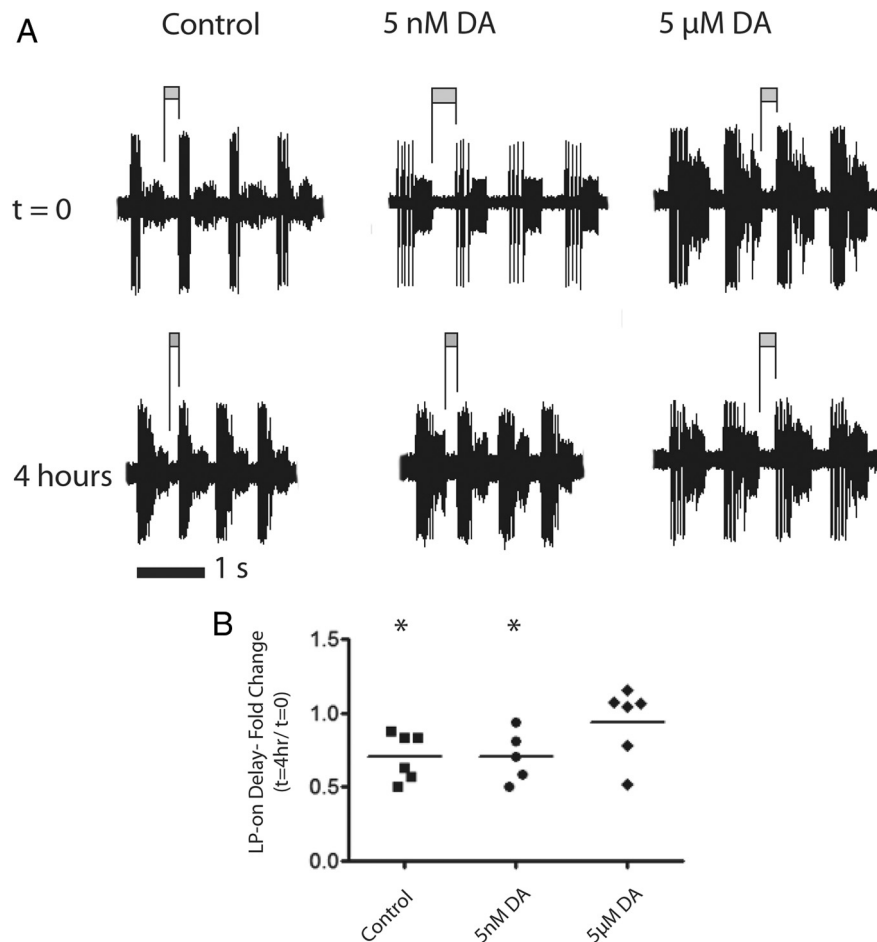 A
Control 5 nM DA 5 µM DA
t = 0
4 hours
1 s
B
* *
LP-on Delay- Fold Change
(t=4hr/ t=0)
1.5
1.0
0.5
0.0
Control 5nM DA 5µM DA